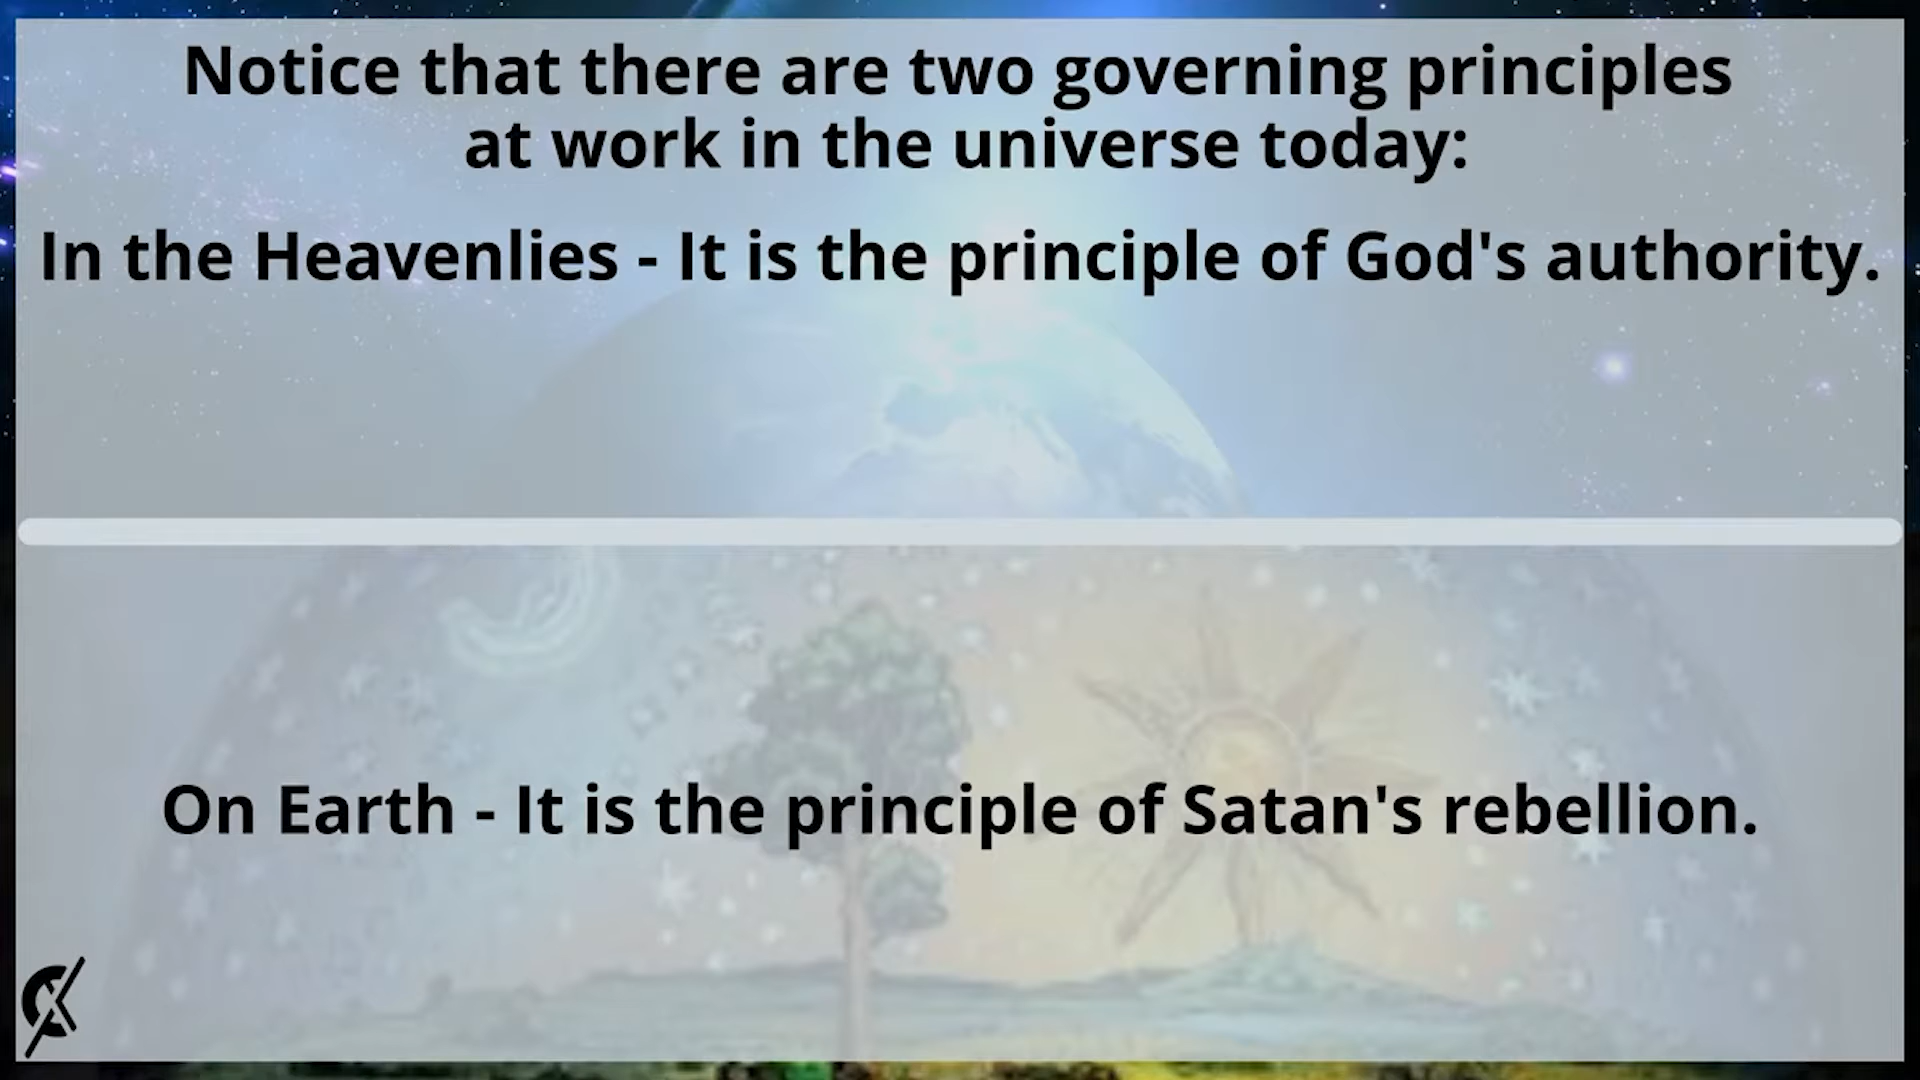 Notice that there are two governing principles
at work in the universe today:
In the Heavenlies - It is the principle of God's authority.
On Earth - It is the principle of Satan's rebellion.